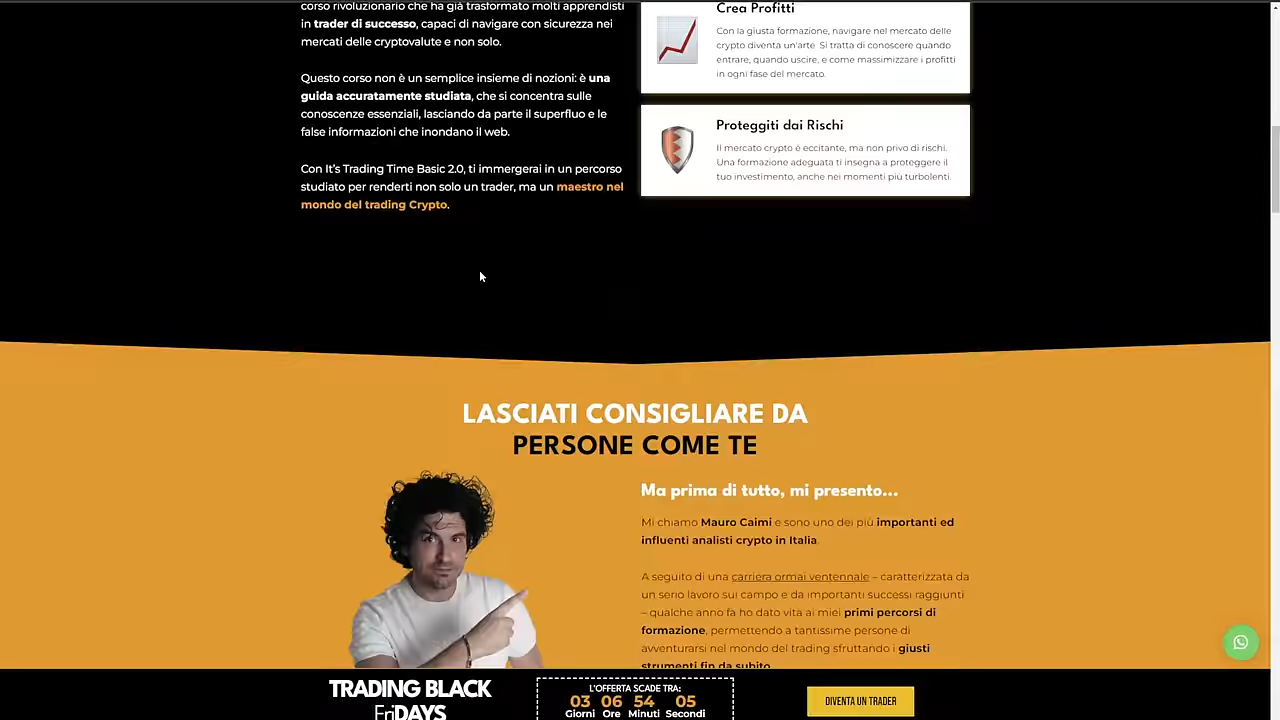 corso rivoluzionario che ha già trasformato molti apprendisti
in trader di successo, capaci di navigare con sicurezza nei
mercati delle cryptovalute e non solo.
Questo corso non è un semplice insieme di nozioni: è una
guida accuratamente studiata, che si concentra sulle
conoscenze essenziali, lasciando da parte il superfluo e le
false informazioni che inondano il web.
Con It's Trading Time Basic 2.0, ti immergerai in un percorso
studiato per renderti non solo un trader, ma un maestro nel
mondo del trading Crypto.
Crea Profitti
Con la giusta formazione, navigare nel mercato delle
crypto diventa un'arte. Si tratta di conoscere quando
entrare, quando uscire, e come massimizzare i profitti
in ogni fase del mercato.
Proteggiti dai Rischi
Il mercato crypto è eccitante, ma non privo di rischi.
Una formazione adeguata ti insegna a proteggere il
tuo investimento, anche nei momenti più turbolenti.
LASCIATI CONSIGLIARE DA
PERSONE COME TE
Ma prima di tutto, mi presento...
Mi chiamo Mauro Caimi e sono uno dei più importanti ed
influenti analisti crypto in Italia.
A seguito di una carriera ormai ventennale – caratterizzata da
un serio lavoro sul campo e da importanti successi raggiunti
– qualche anno fa ho dato vita ai miei primi percorsi di
formazione, permettendo a tantissime persone di
avventurarsi nel mondo del trading sfruttando i giusti
strumenti fin da subito.
TRADING BLACK
FriDAYS
L'OFFERTA SCADE TRA:
03 06 54 05
Giorni Ore Minuti Secondi
DIVENTA UN TRADER